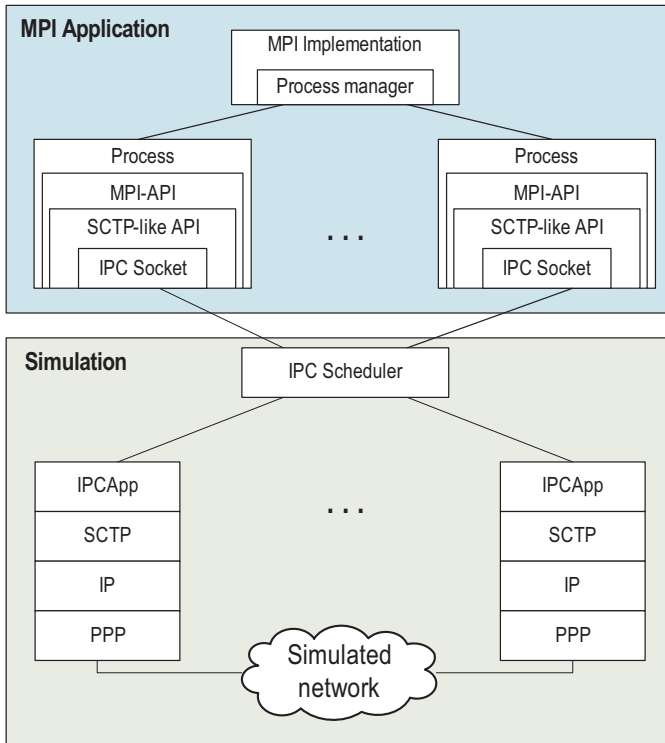 MPI Application
MPI Implementation
Process manager
Process
MPI-API
SCTP-like API
IPC Socket
...
Process
MPI-API
SCTP-like API
IPC Socket
Simulation
IPC Scheduler
IPCApp
SCTP
IP
PPP
...
IPCApp
SCTP
IP
PPP
Simulated
network